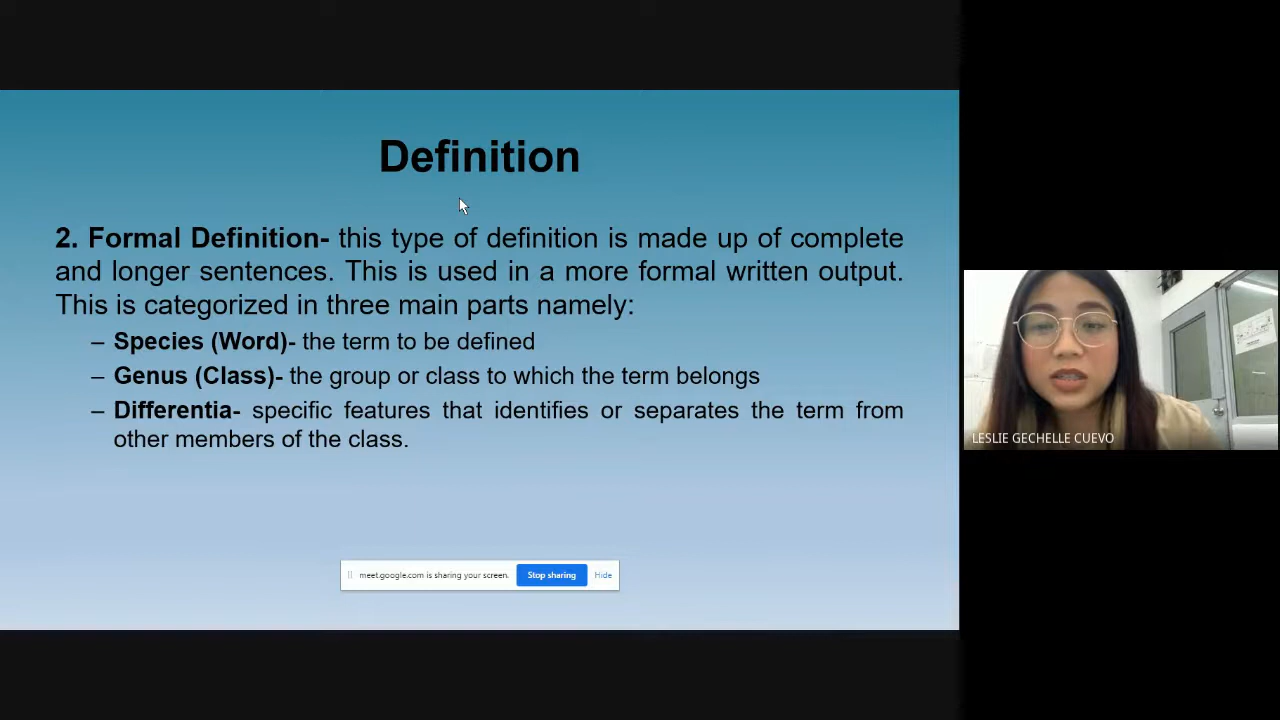 Definition
2. Formal Definition- this type of definition is made up of complete
and longer sentences. This is used in a more formal written output.
This is categorized in three main parts namely:
– Species (Word)- the term to be defined
– Genus (Class)- the group or class to which the term belongs
– Differentia- specific features that identifies or separates the term from
other members of the class.
LESLIE GECHELLE CUEVO
meet.google.com is sharing your screen. Stop sharing Hide